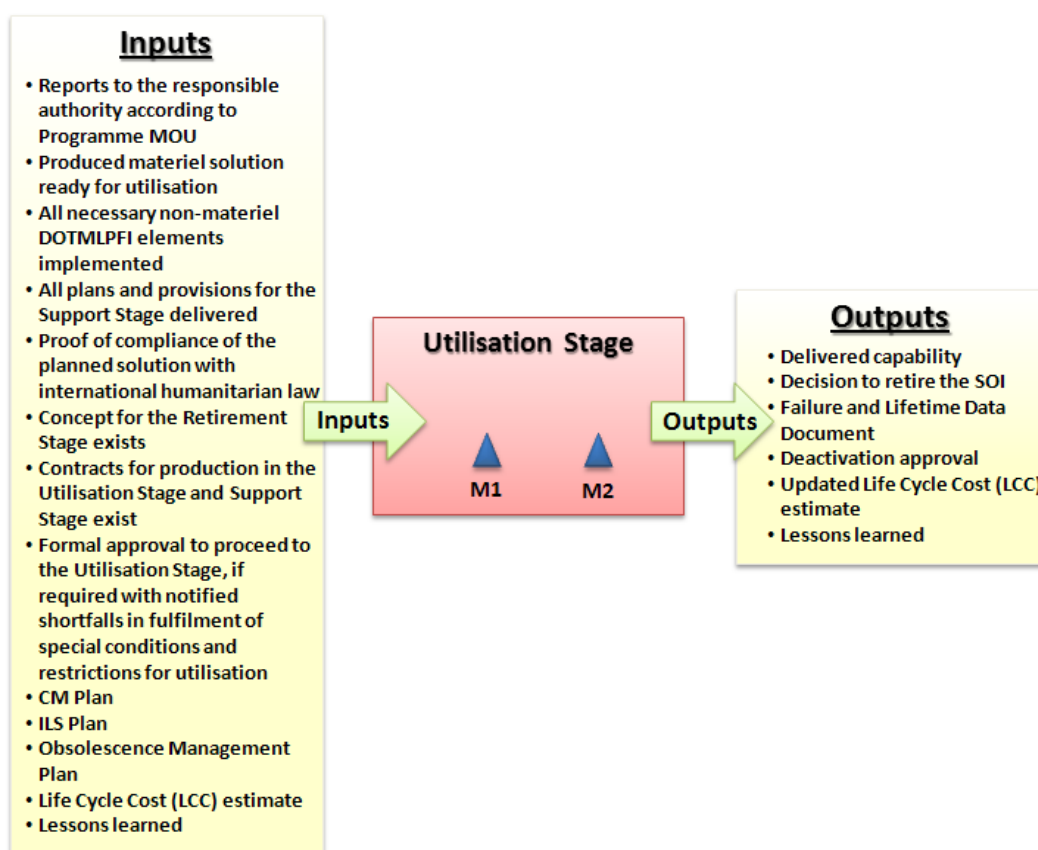 Inputs
• Reports to the responsible
authority according to
Programme MOU
• Produced materiel solution
ready for utilisation
• All necessary non-materiel
DOTMLPFI elements
implemented
• All plans and provisions for the
Support Stage delivered
• Proof of compliance of the
planned solution with
international humanitarian law
• Concept for the Retirement
Stage exists
• Contracts for production in the
Utilisation Stage and Support
Stage exist
• Formal approval to proceed to
the Utilisation Stage, if
required with notified
shortfalls in fulfilment of
special conditions and
restrictions for utilisation
• CM Plan
• ILS Plan
• Obsolescence Management
Plan
• Life Cycle Cost (LCC) estimate
• Lessons learned
Inputs
Utilisation Stage
M1
M2
Outputs
Outputs
• Delivered capability
• Decision to retire the SOI
• Failure and Lifetime Data
Document
• Deactivation approval
• Updated Life Cycle Cost (LCC)
estimate
• Lessons learned